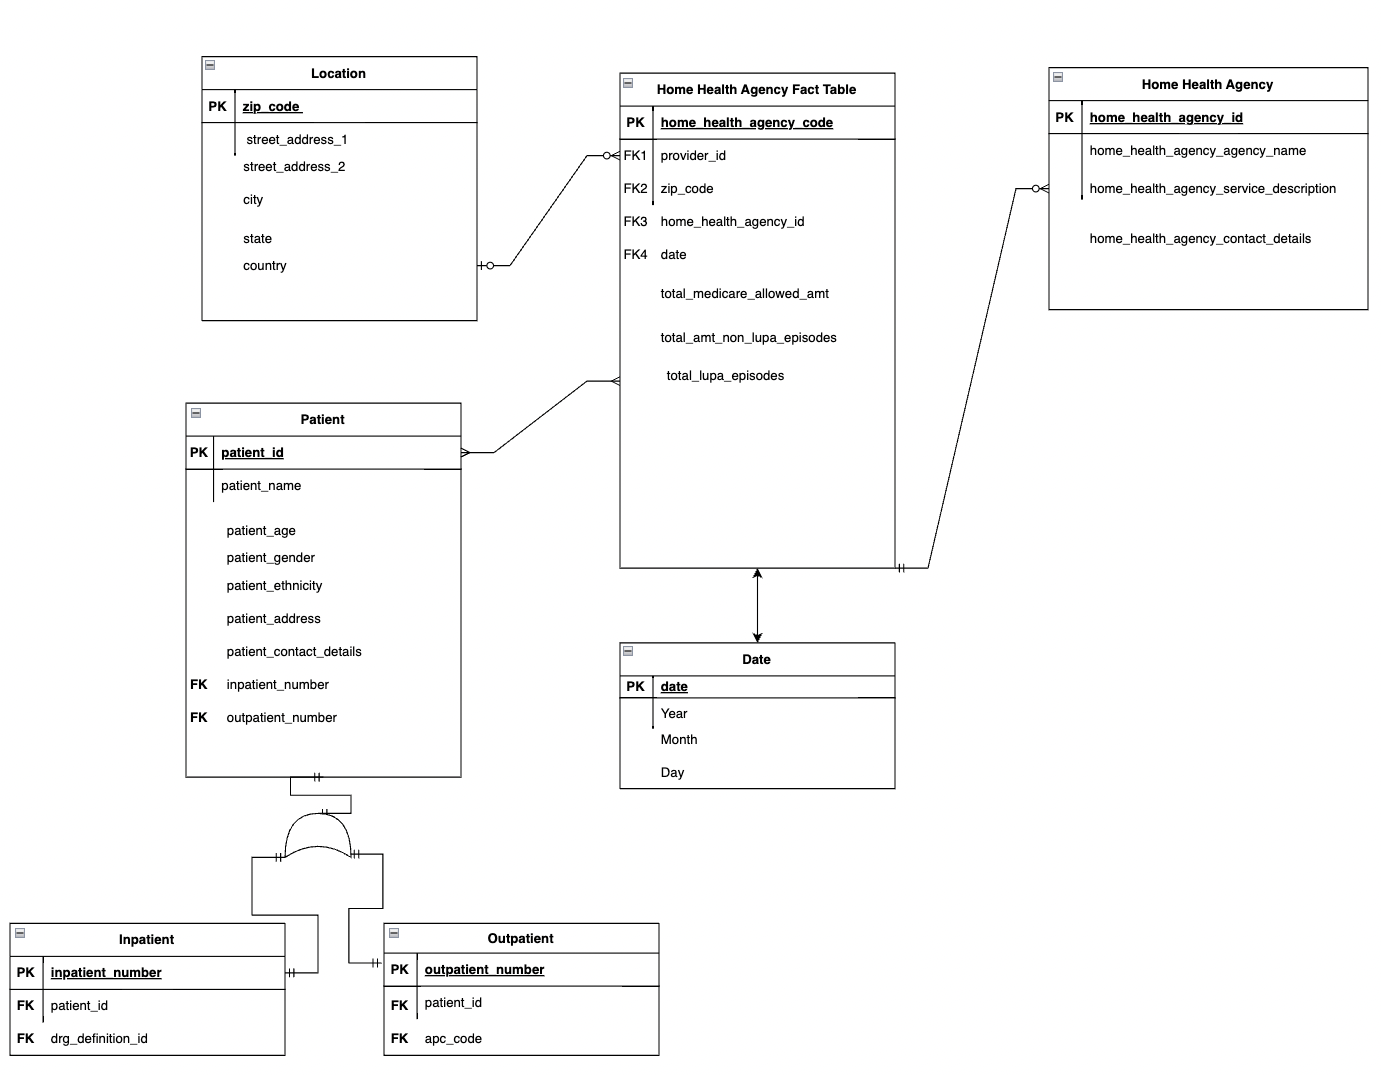 Location
PK zip_code
street_address_1
street_address_2
city
state
country
Home Health Agency Fact Table
PK home_health_agency_code
FK1 provider_id
FK2 zip_code
FK3 home_health_agency_id
FK4 date
total_medicare_allowed_amt
total_amt_non_lupa_episodes
total_lupa_episodes
Home Health Agency
PK home_health_agency_id
home_health_agency_agency_name
home_health_agency_service_description
home_health_agency_contact_details
Patient
PK patient_id
patient_name
patient_age
patient_gender
patient_ethnicity
patient_address
patient_contact_details
FK inpatient_number
FK outpatient_number
Date
PK date
Year
Month
Day
Inpatient
PK inpatient_number
FK patient_id
FK drg_definition_id
Outpatient
PK outpatient_number
FK patient_id
FK apc_code